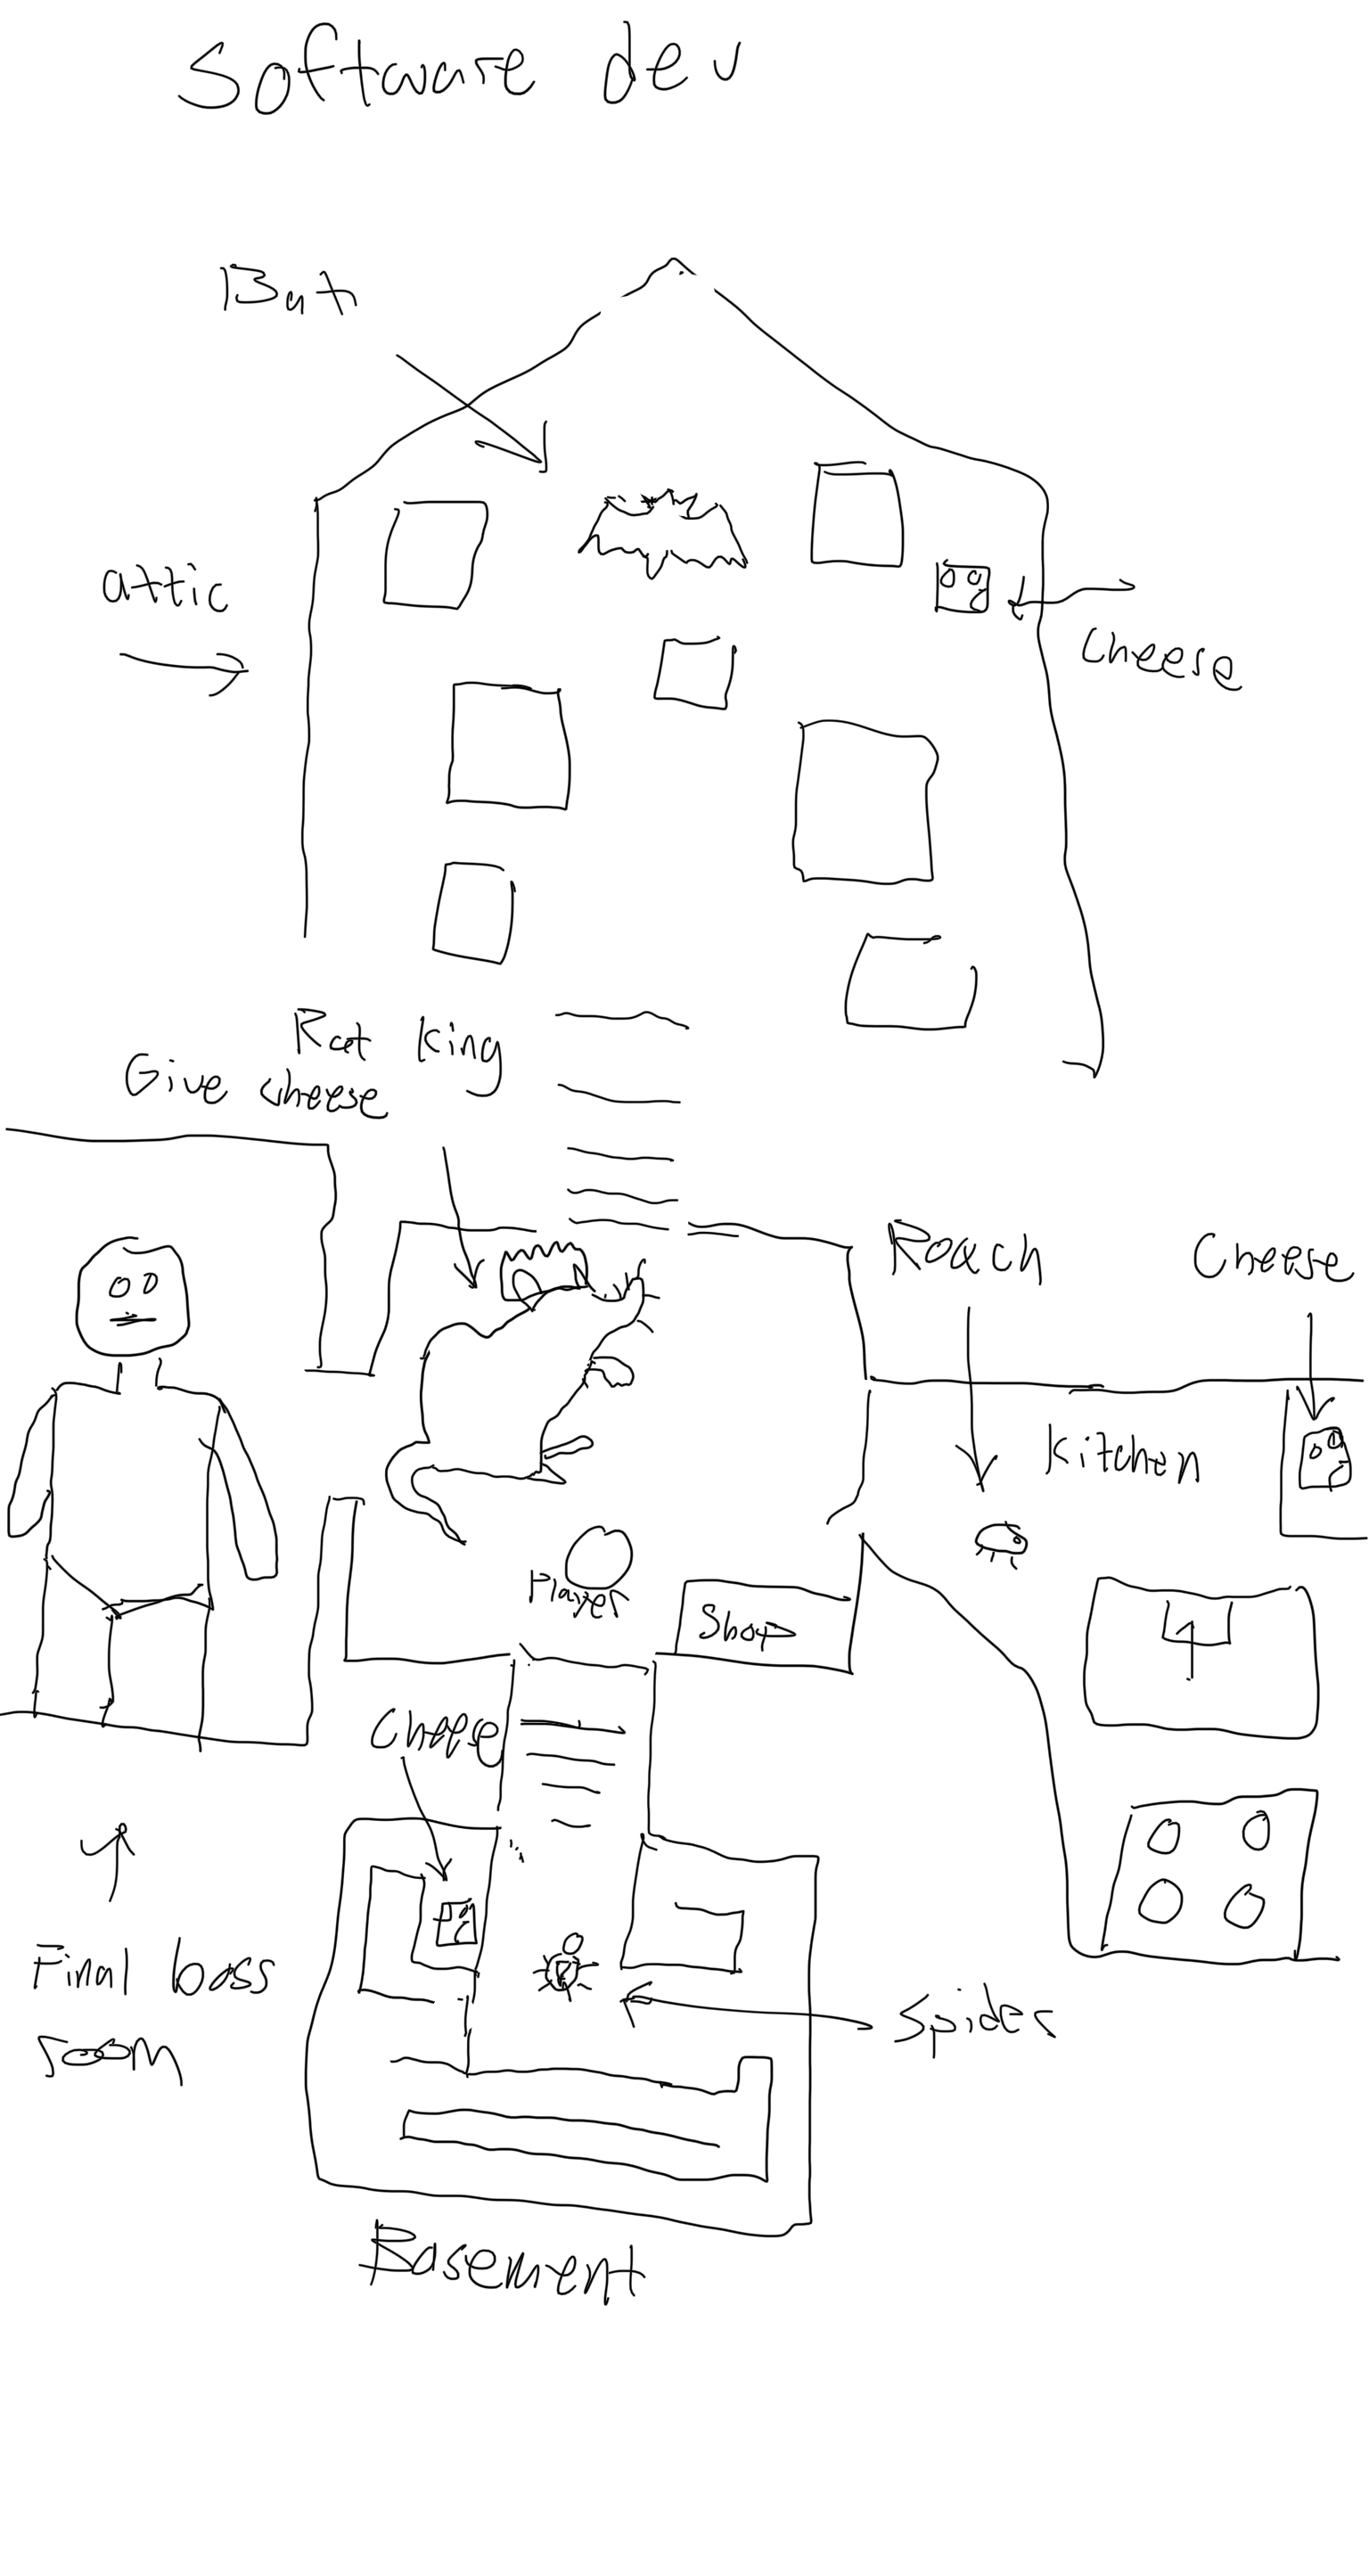 Software dev
Bat
attic
Cheese
Rat King
Give cheese
Roach
Cheese
Kitchen
Player
Shop
Cheese
Final boss
room
Spider
Basement